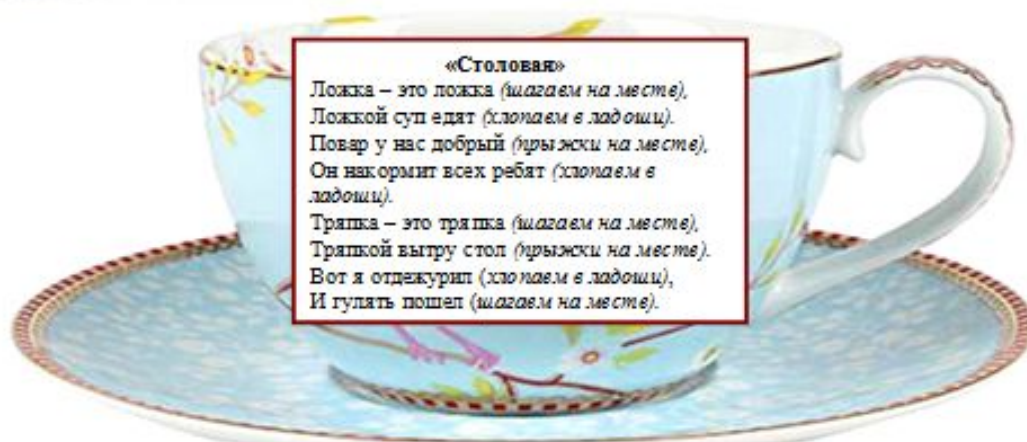 «Столовая»
Ложка – это ложка (шагаем на месте),
Ложкой суп едят (хлопаем в ладоши).
Повар у нас добрый (прыжки на месте),
Он накормит всех ребят (хлопаем в
ладоши).
Тряпка – это тряпка (шагаем на месте),
Тряпкой вытру стол (прыжки на месте).
Вот я отдежурил (хлопаем в ладоши),
И гулять пошел (шагаем на месте).